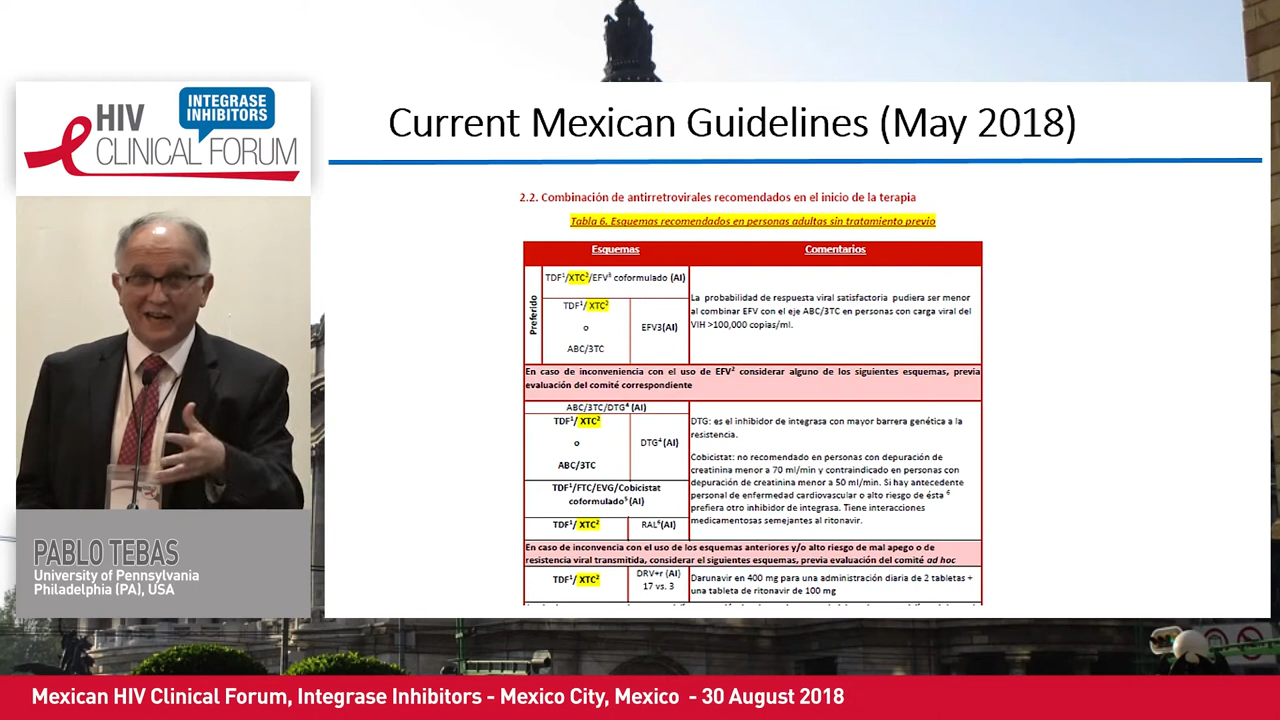 HIV
INTEGRASE
INHIBITORS
CLINICAL FORUM
Current Mexican Guidelines (May 2018)
2.2. Combinación de antirretrovirales recomendados en el inicio de la terapia
Tabla 6. Esquemas recomendados en personas adultas sin tratamiento previo
Esquemas
Comentarios
Preferido
TDF¹/XTC²/EFV³ coformulado (AI)
TDF¹/ XTC²
o
ABC/3TC
EFV3(AI)
La probabilidad de respuesta viral satisfactoria pudiera ser menor
al combinar EFV con el eje ABC/3TC en personas con carga viral del
VIH >100,000 copias/ml.
En caso de inconveniencia con el uso de EFV² considerar alguno de los siguientes esquemas, previa
evaluación del comité correspondiente
ABC/3TC/DTG⁴ (AI)
TDF¹/ XTC²
o
ABC/3TC
DTG⁴(AI)
TDF¹/FTC/EVG/Cobicistat
coformulado⁵(AI)
TDF¹/ XTC²
RAL⁶(AI)
DTG: es el inhibidor de integrasa con mayor barrera genética a la
resistencia.
Cobicistat: no recomendado en personas con depuración de
creatinina menor a 70 ml/min y contraindicado en personas con
depuración de creatinina menor a 50 ml/min. Si hay antecedente
personal de enfermedad cardiovascular o alto riesgo de ésta ⁶
prefiera otro inhibidor de integrasa. Tiene interacciones
medicamentosas semejantes al ritonavir.
En caso de inconvencia con el uso de los esquemas anteriores y/o alto riesgo de mal apego o de
resistencia viral transmitida, considerar el siguientes esquemas, previa evaluación del comité ad hoc
TDF¹/ XTC²
DRV+r (AI)
17 vs. 3
Darunavir en 400 mg para una administración diaria de 2 tabletas +
una tableta de ritonavir de 100 mg
PABLO TEBAS
University of Pennsylvania
Philadelphia (PA), USA
Mexican HIV Clinical Forum, Integrase Inhibitors - Mexico City, Mexico - 30 August 2018